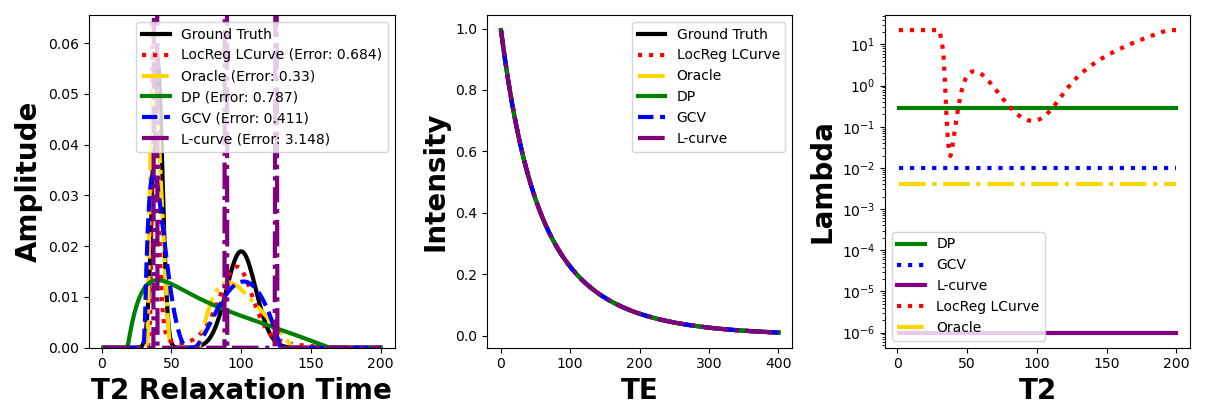 Amplitude
0.00
0.01
0.02
0.03
0.04
0.05
0.06
Ground Truth
LocReg LCurve (Error: 0.684)
Oracle (Error: 0.33)
DP (Error: 0.787)
GCV (Error: 0.411)
L-curve (Error: 3.148)
0 50 100 150 200
T2 Relaxation Time
Intensity
0.0
0.2
0.4
0.6
0.8
1.0
Ground Truth
LocReg LCurve
Oracle
DP
GCV
L-curve
0 100 200 300 400
TE
Lambda
10¹
10⁰
10⁻¹
10⁻²
10⁻³
10⁻⁴
10⁻⁵
10⁻⁶
DP
GCV
L-curve
LocReg LCurve
Oracle
0 50 100 150 200
T2